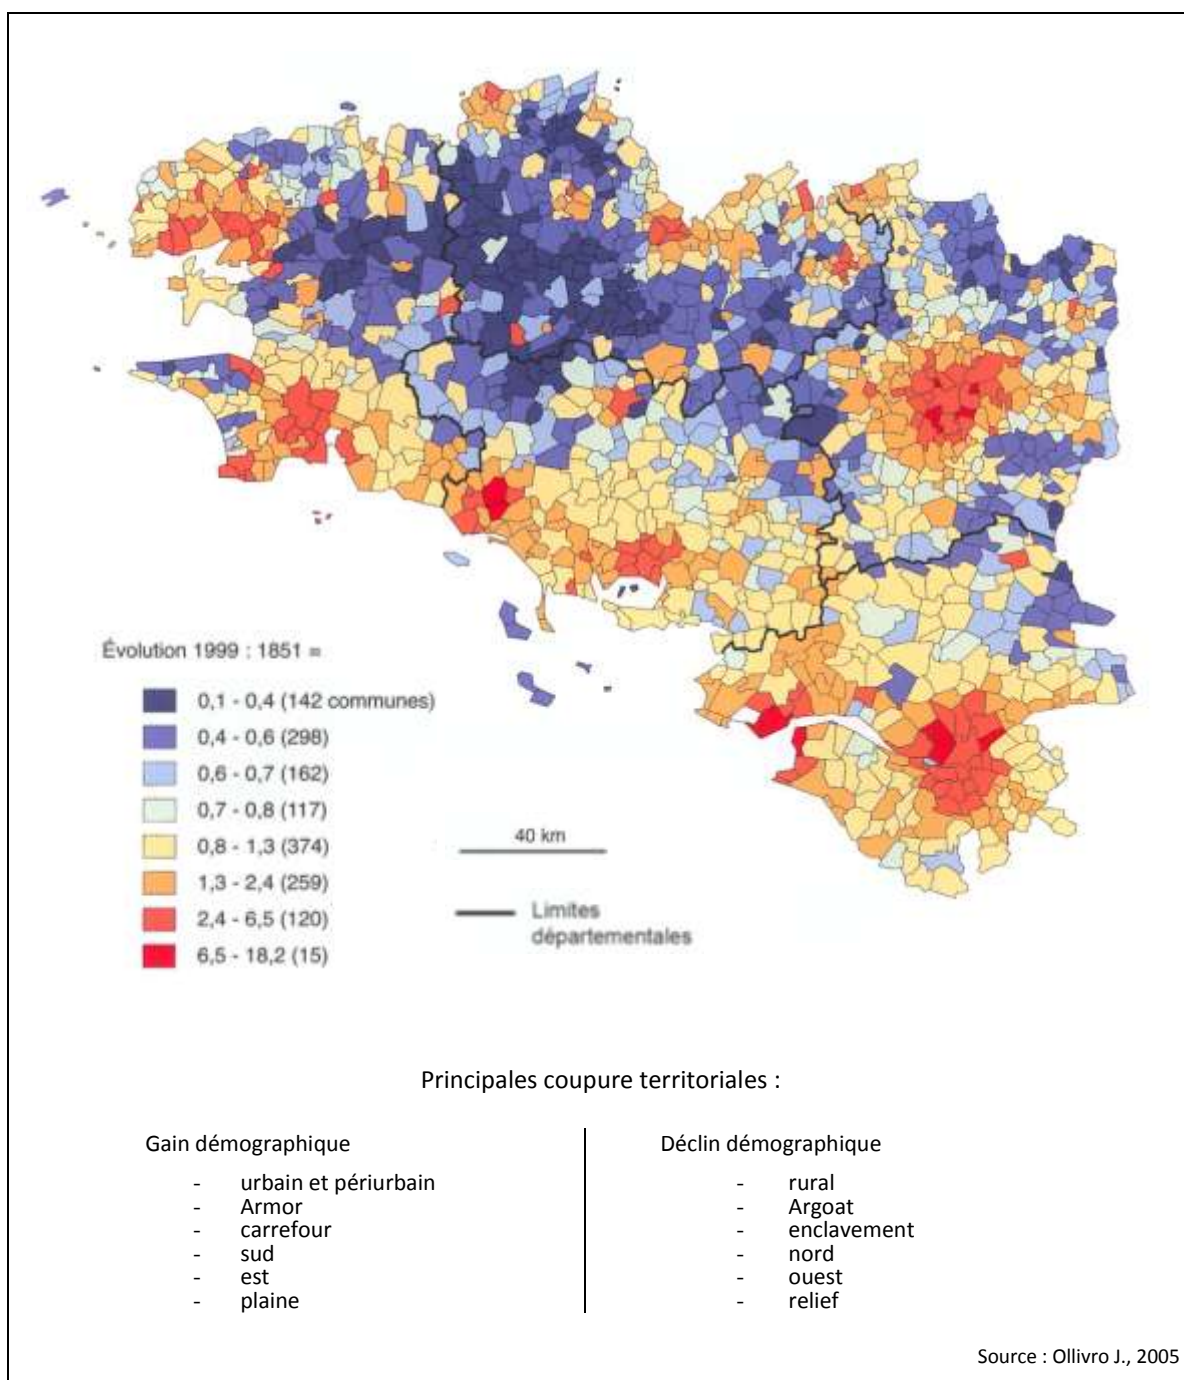 Évolution 1999 : 1851 =
0,1 - 0,4 (142 communes)
0,4 - 0,6 (298)
0,6 - 0,7 (162)
0,7 - 0,8 (117)
0,8 - 1,3 (374)
1,3 - 2,4 (259)
2,4 - 6,5 (120)
6,5 - 18,2 (15)
40 km
Limites
départementales
Principales coupure territoriales :
Gain démographique
- urbain et périurbain
- Armor
- carrefour
- sud
- est
- plaine
Déclin démographique
- rural
- Argoat
- enclavement
- nord
- ouest
- relief
Source : Ollivro J., 2005